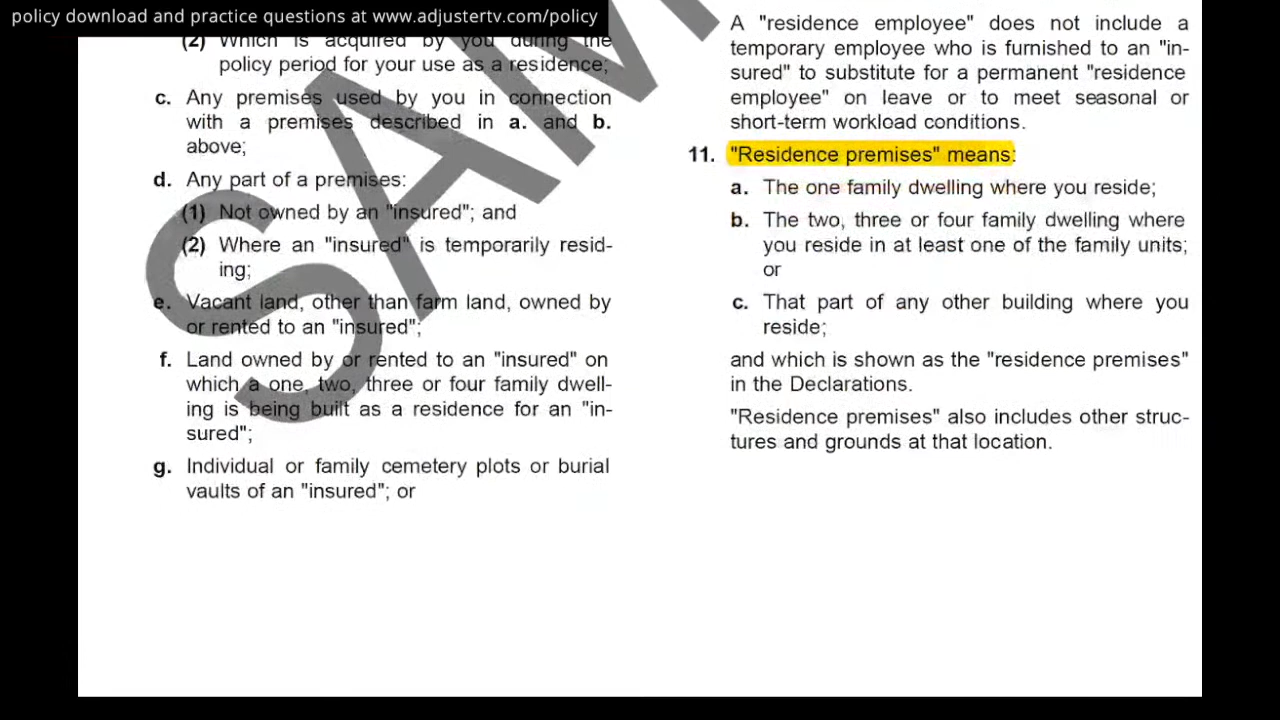 policy download and practice questions at www.adjustertv.com/policy
(2) Which is acquired by you during the
policy period for your use as a residence;
c. Any premises used by you in connection
with a premises described in a. and b.
above;
d. Any part of a premises:
(1) Not owned by an "insured"; and
(2) Where an "insured" is temporarily resid-
ing;
e. Vacant land, other than farm land, owned by
or rented to an "insured";
f. Land owned by or rented to an "insured" on
which a one, two, three or four family dwell-
ing is being built as a residence for an "in-
sured";
g. Individual or family cemetery plots or burial
vaults of an "insured"; or
A "residence employee" does not include a
temporary employee who is furnished to an "in-
sured" to substitute for a permanent "residence
employee" on leave or to meet seasonal or
short-term workload conditions.
11. "Residence premises" means:
a. The one family dwelling where you reside;
b. The two, three or four family dwelling where
you reside in at least one of the family units;
or
c. That part of any other building where you
reside;
and which is shown as the "residence premises"
in the Declarations.
"Residence premises" also includes other struc-
tures and grounds at that location.